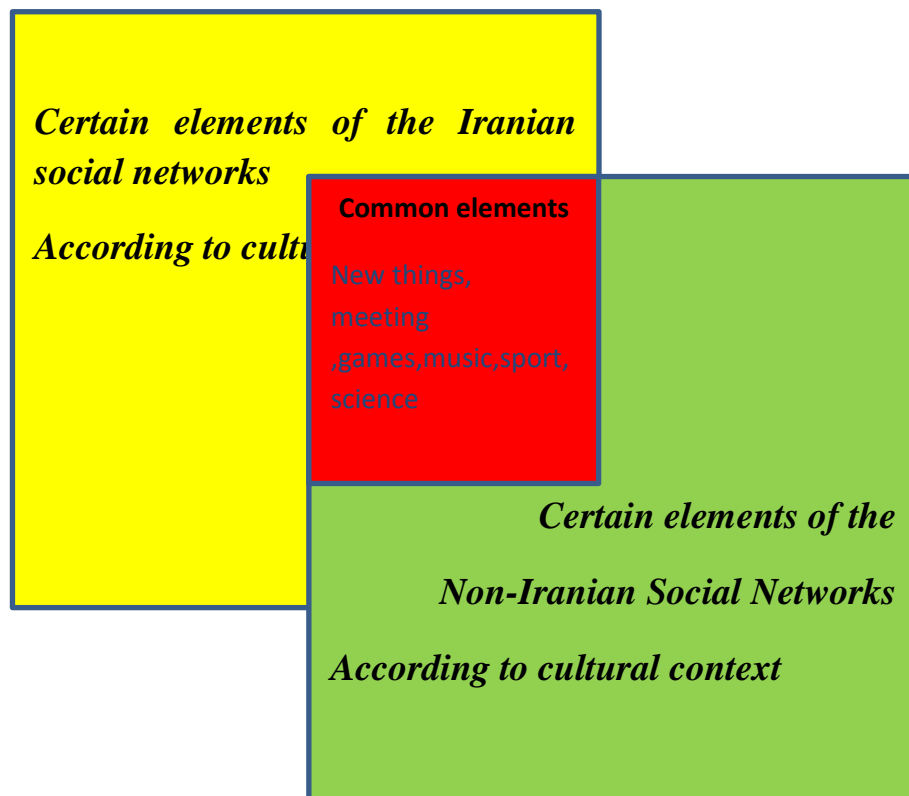 Certain elements of the Iranian
social networks
According to
Common elements
New things,
meeting
,games,music,sport,
science
Certain elements of the
Non-Iranian Social Networks
According to cultural context